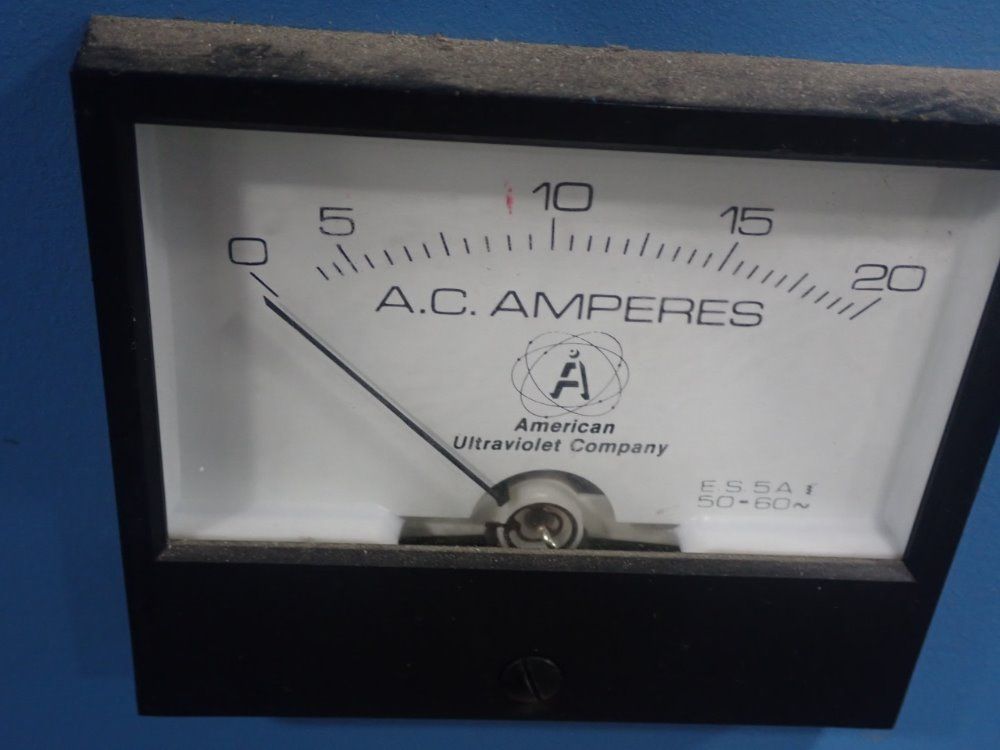 0 5 10 15 20
A.C. AMPERES
A
American
Ultraviolet Company
E.S. 5A
50-60~